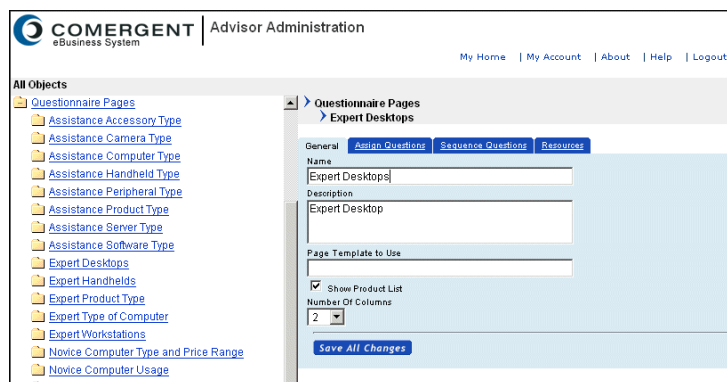 COMERGENT
eBusiness System
Advisor Administration
My Home | My Account | About | Help | Logout
All Objects
Questionnaire Pages
Assistance Accessory Type
Assistance Camera Type
Assistance Computer Type
Assistance Handheld Type
Assistance Peripheral Type
Assistance Product Type
Assistance Server Type
Assistance Software Type
Expert Desktops
Expert Handhelds
Expert Product Type
Expert Type of Computer
Expert Workstations
Novice Computer Type and Price Range
Novice Computer Usage
Questionnaire Pages
Expert Desktops
General Assign Questions Sequence Questions Resources
Name
Expert Desktops
Description
Expert Desktop
Page Template to Use
Show Product List
Number Of Columns
2
Save All Changes